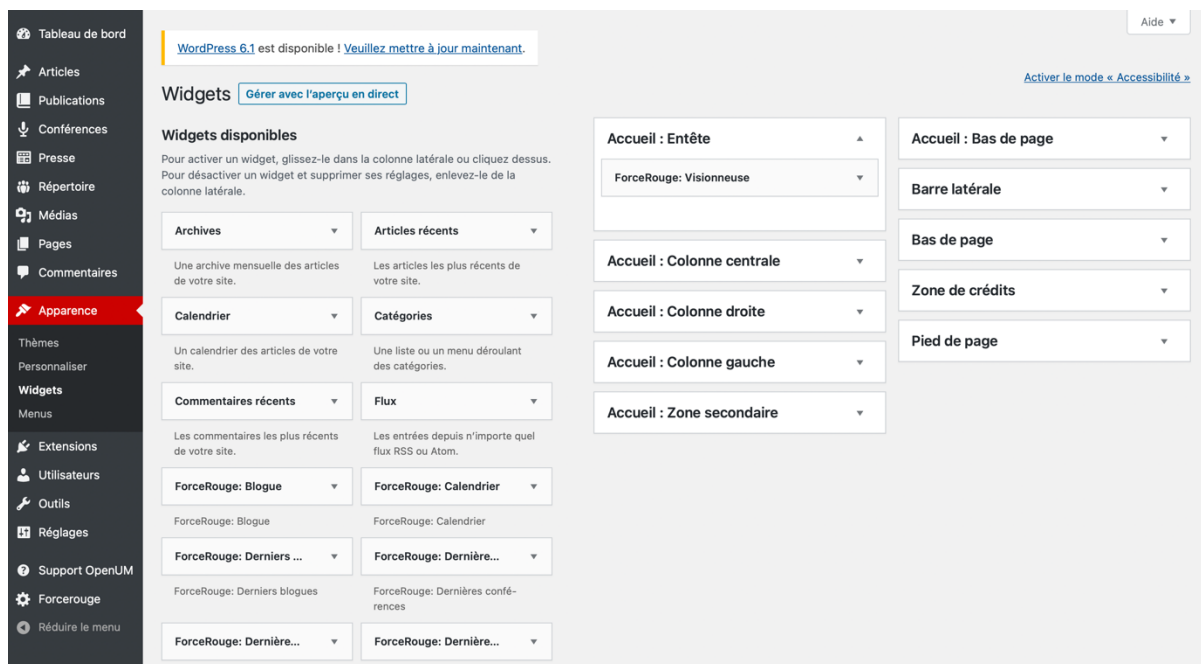 Tableau de bord
Articles
Publications
Conférences
Presse
Répertoire
Médias
Pages
Commentaires
Apparence
Thèmes
Personnaliser
Widgets
Menus
Extensions
Utilisateurs
Outils
Réglages
Support OpenUM
Forcerouge
Réduire le menu
Aide
WordPress 6.1 est disponible ! Veuillez mettre à jour maintenant.
Activer le mode « Accessibilité »
Widgets Gérer avec l’aperçu en direct
Widgets disponibles
Pour activer un widget, glissez-le dans la colonne latérale ou cliquez dessus.
Pour désactiver un widget et supprimer ses réglages, enlevez-le de la
colonne latérale.
Archives
Une archive mensuelle des articles
de votre site.
Articles récents
Les articles les plus récents de
votre site.
Calendrier
Un calendrier des articles de votre
site.
Catégories
Une liste ou un menu déroulant
des catégories.
Commentaires récents
Les commentaires les plus récents
de votre site.
Flux
Les entrées depuis n’importe quel
flux RSS ou Atom.
ForceRouge: Blogue
ForceRouge: Blogue
ForceRouge: Calendrier
ForceRouge: Calendrier
ForceRouge: Derniers ...
ForceRouge: Derniers blogues
ForceRouge: Dernière...
ForceRouge: Dernières confé-
rences
ForceRouge: Dernière...
ForceRouge: Dernière...
Accueil : Entête
ForceRouge: Visionneuse
Accueil : Colonne centrale
Accueil : Colonne droite
Accueil : Colonne gauche
Accueil : Zone secondaire
Accueil : Bas de page
Barre latérale
Bas de page
Zone de crédits
Pied de page